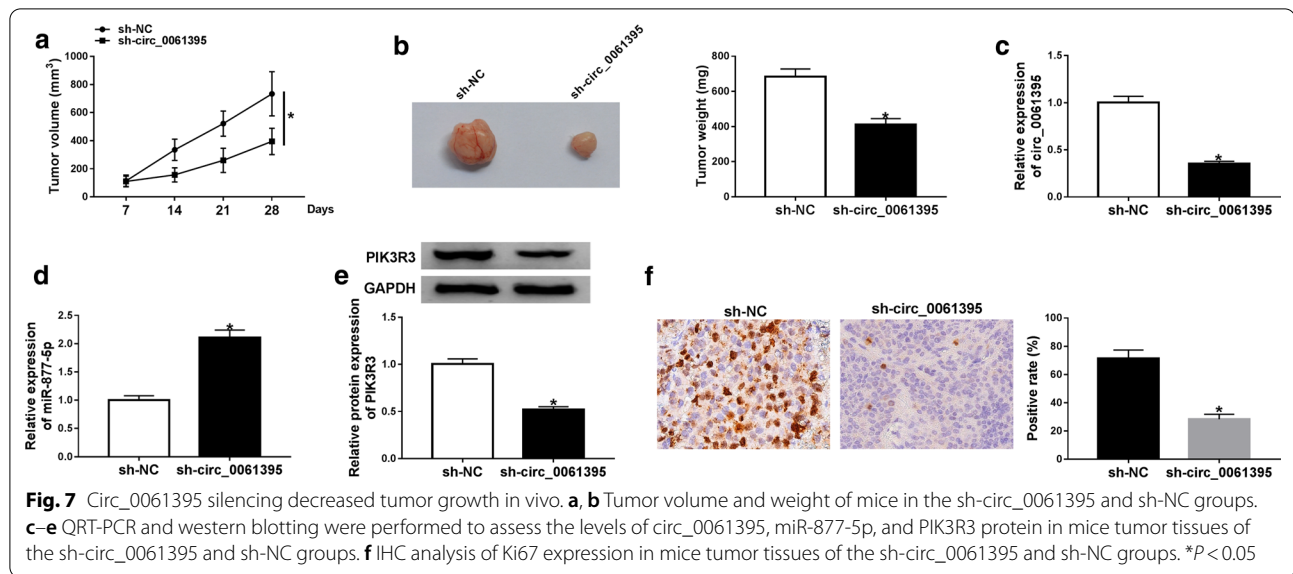 a
sh-NC
sh-circ_0061395
Tumor volume (mm³)
1000
800
600
400
200
0
7 14 21 28 Days
*
b
sh-NC
sh-circ_0061395
Tumor weight (mg)
800
600
400
200
0
*
sh-NC sh-circ_0061395
c
Relative expression
of circ_0061395
1.5
1.0
0.5
0.0
*
sh-NC sh-circ_0061395
d
Relative expression
of miR-877-5p
2.5
2.0
1.5
1.0
0.5
0.0
*
sh-NC sh-circ_0061395
e
PIK3R3
GAPDH
Relative protein expression
of PIK3R3
1.5
1.0
0.5
0.0
*
sh-NC sh-circ_0061395
f
sh-NC
sh-circ_0061395
Positive rate (%)
100
80
60
40
20
0
*
sh-NC sh-circ_0061395
Fig. 7 Circ_0061395 silencing decreased tumor growth in vivo. a, b Tumor volume and weight of mice in the sh-circ_0061395 and sh-NC groups.
c–e QRT-PCR and western blotting were performed to assess the levels of circ_0061395, miR-877-5p, and PIK3R3 protein in mice tumor tissues of
the sh-circ_0061395 and sh-NC groups. f IHC analysis of Ki67 expression in mice tumor tissues of the sh-circ_0061395 and sh-NC groups. *P < 0.05